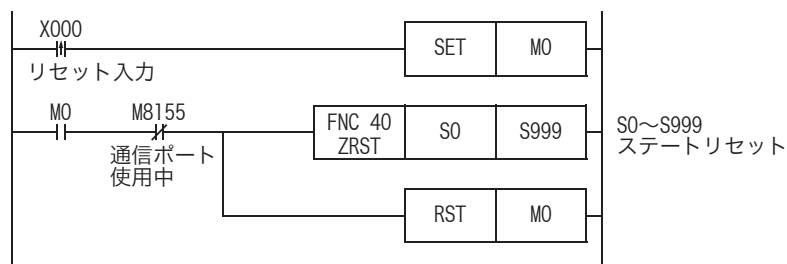 X000
SET M0
リセット入力
M0 M8155
FNC 40
ZRST
S0 S999
S0～S999
ステートリセット
通信ポート
使用中
RST M0